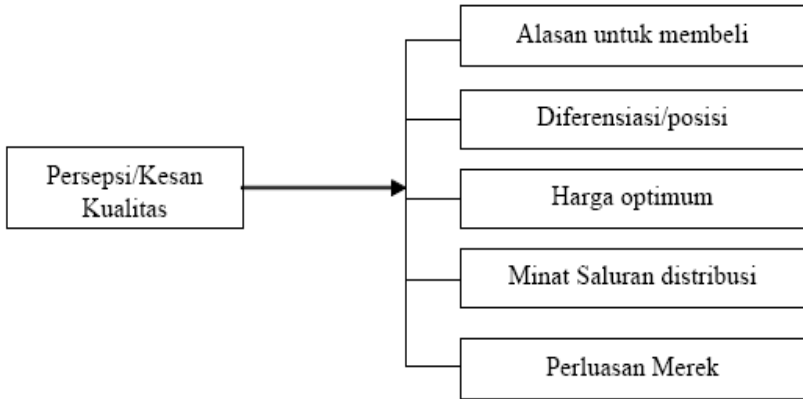 Alasan untuk membeli
Diferensiasi/posisi
Persepsi/Kesan
Kualitas
Harga optimum
Minat Saluran distribusi
Perluasan Merek